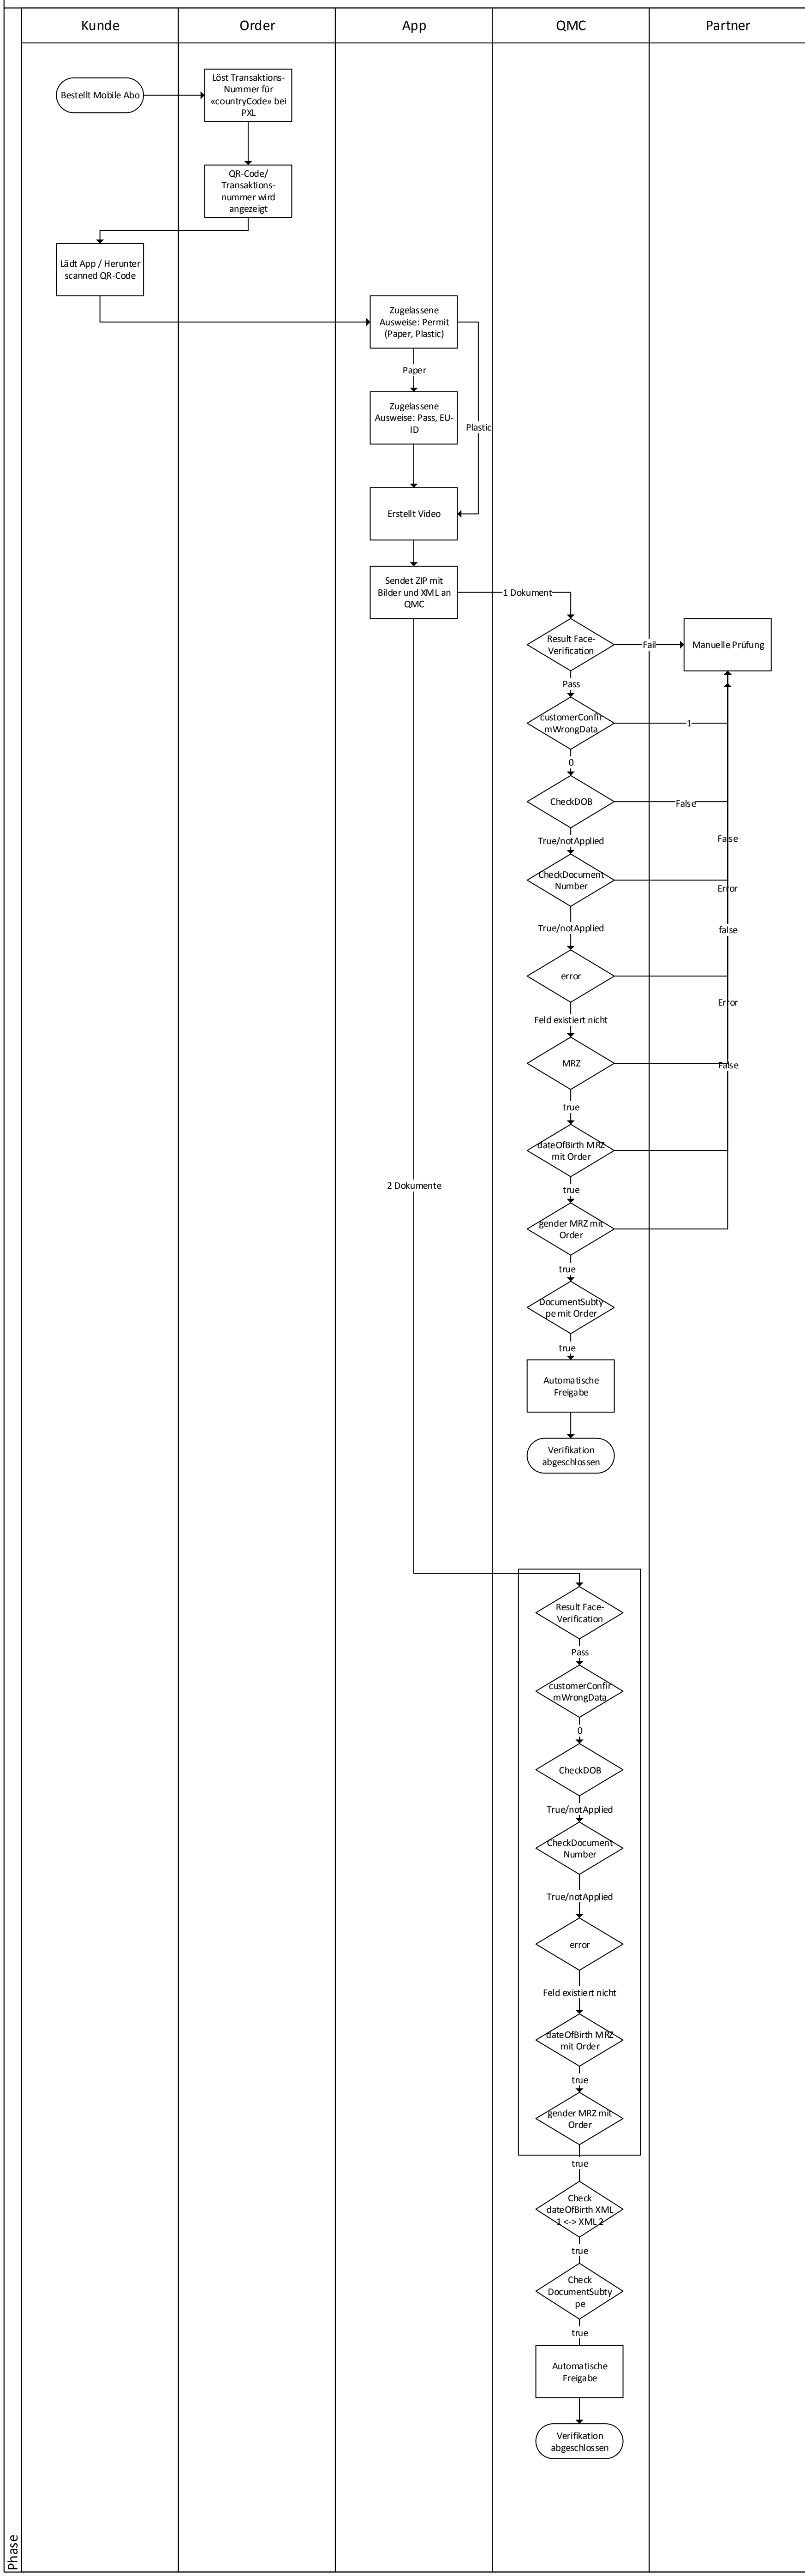 Kunde
Order
App
QMC
Partner
Bestellt Mobile Abo
Löst Transaktions-
Nummer für
«countryCode» bei
PXL
QR-Code/
Transaktions-
nummer wird
angezeigt
Lädt App / Herunter
scanned QR-Code
Zugelassene
Ausweise: Permit
(Paper, Plastic)
Paper
Zugelassene
Ausweise: Pass, EU-
ID
Plastic
Erstellt Video
Sendet ZIP mit
Bilder und XML an
QMC
1 Dokument
Result Face-
Verification
Fail
Manuelle Prüfung
Pass
customerConfir
mWrongData
1
0
CheckDOB
False
True/notApplied
False
CheckDocument
Number
Error
True/notApplied
false
error
Error
Feld existiert nicht
MRZ
False
true
dateOfBirth MRZ
mit Order
2 Dokumente
true
gender MRZ mit
Order
true
DocumentSubty
pe mit Order
true
Automatische
Freigabe
Verifikation
abgeschlossen
Result Face-
Verification
Pass
customerConfir
mWrongData
0
CheckDOB
True/notApplied
CheckDocument
Number
True/notApplied
error
Feld existiert nicht
dateOfBirth MRZ
mit Order
true
gender MRZ mit
Order
true
Check
dateOfBirth XML
1 <-> XML 2
true
Check
DocumentSubty
pe
true
Automatische
Freigabe
Verifikation
abgeschlossen
Phase